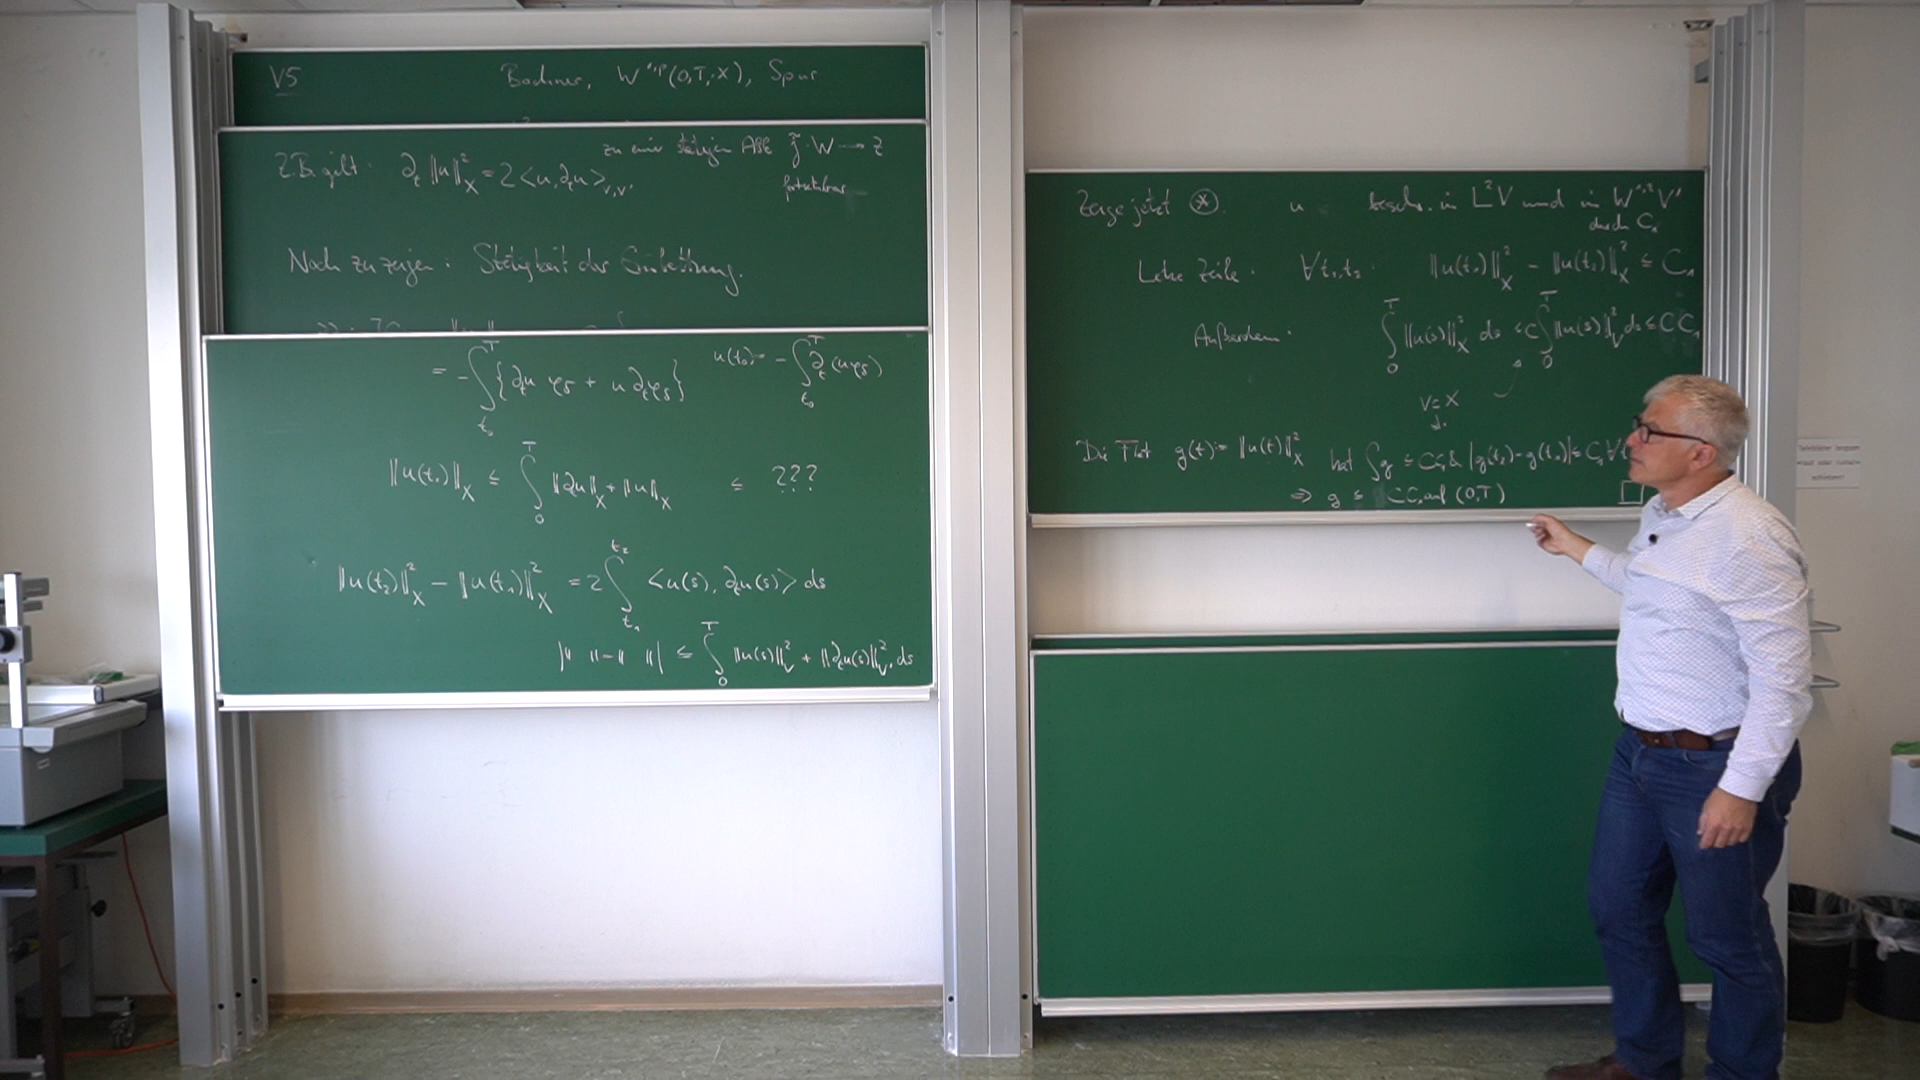 V5 Bochner, W^{1,p}(0,T;X), Spur
zu einer stetigen Abb f̃: W → Z
Z.B. gilt: ∂_t ‖u‖²_X = 2<u, ∂_t u>_{V,V'}
fortsetzbar
Noch zu zeigen: Stetigkeit der Einbettung.
= -∫_{t_0}^T {∂_t u φ_δ + u ∂_t φ_δ} u(t_0) = -∫_{t_0}^T ∂_t(uφ_δ)
‖u(t_1)‖_X ≤ ∫_0^T ‖∂_t u‖_X + ‖u‖_X ≤ ???
‖u(t_2)‖²_X - ‖u(t_1)‖²_X = 2∫_{t_1}^{t_2} <u(s), ∂_t u(s)> ds
|‖ ‖-‖ ‖| ≤ ∫_0^T ‖u(s)‖²_V + ‖∂_t u(s)‖²_{V'} ds
Zeige jetzt ⊛. u beschr. in L²V und in W^{1,2}V'
durch C_1
Letzte Zeile: ∀t_1,t_2: ‖u(t_1)‖²_X - ‖u(t_2)‖²_X ≤ C_1
Außerdem: ∫_0^T ‖u(s)‖²_X ds ≤ C∫_0^T ‖u(s)‖²_V ds ≤ C C_1
V ⊆ X
d.
Die Fkt g(t) := ‖u(t)‖²_X hat ∫g ≤ CC_1 & |g(t_2)-g(t_1)| ≤ C_1 ∀t
⇒ g ≤ CC_1 auf (0,T) □